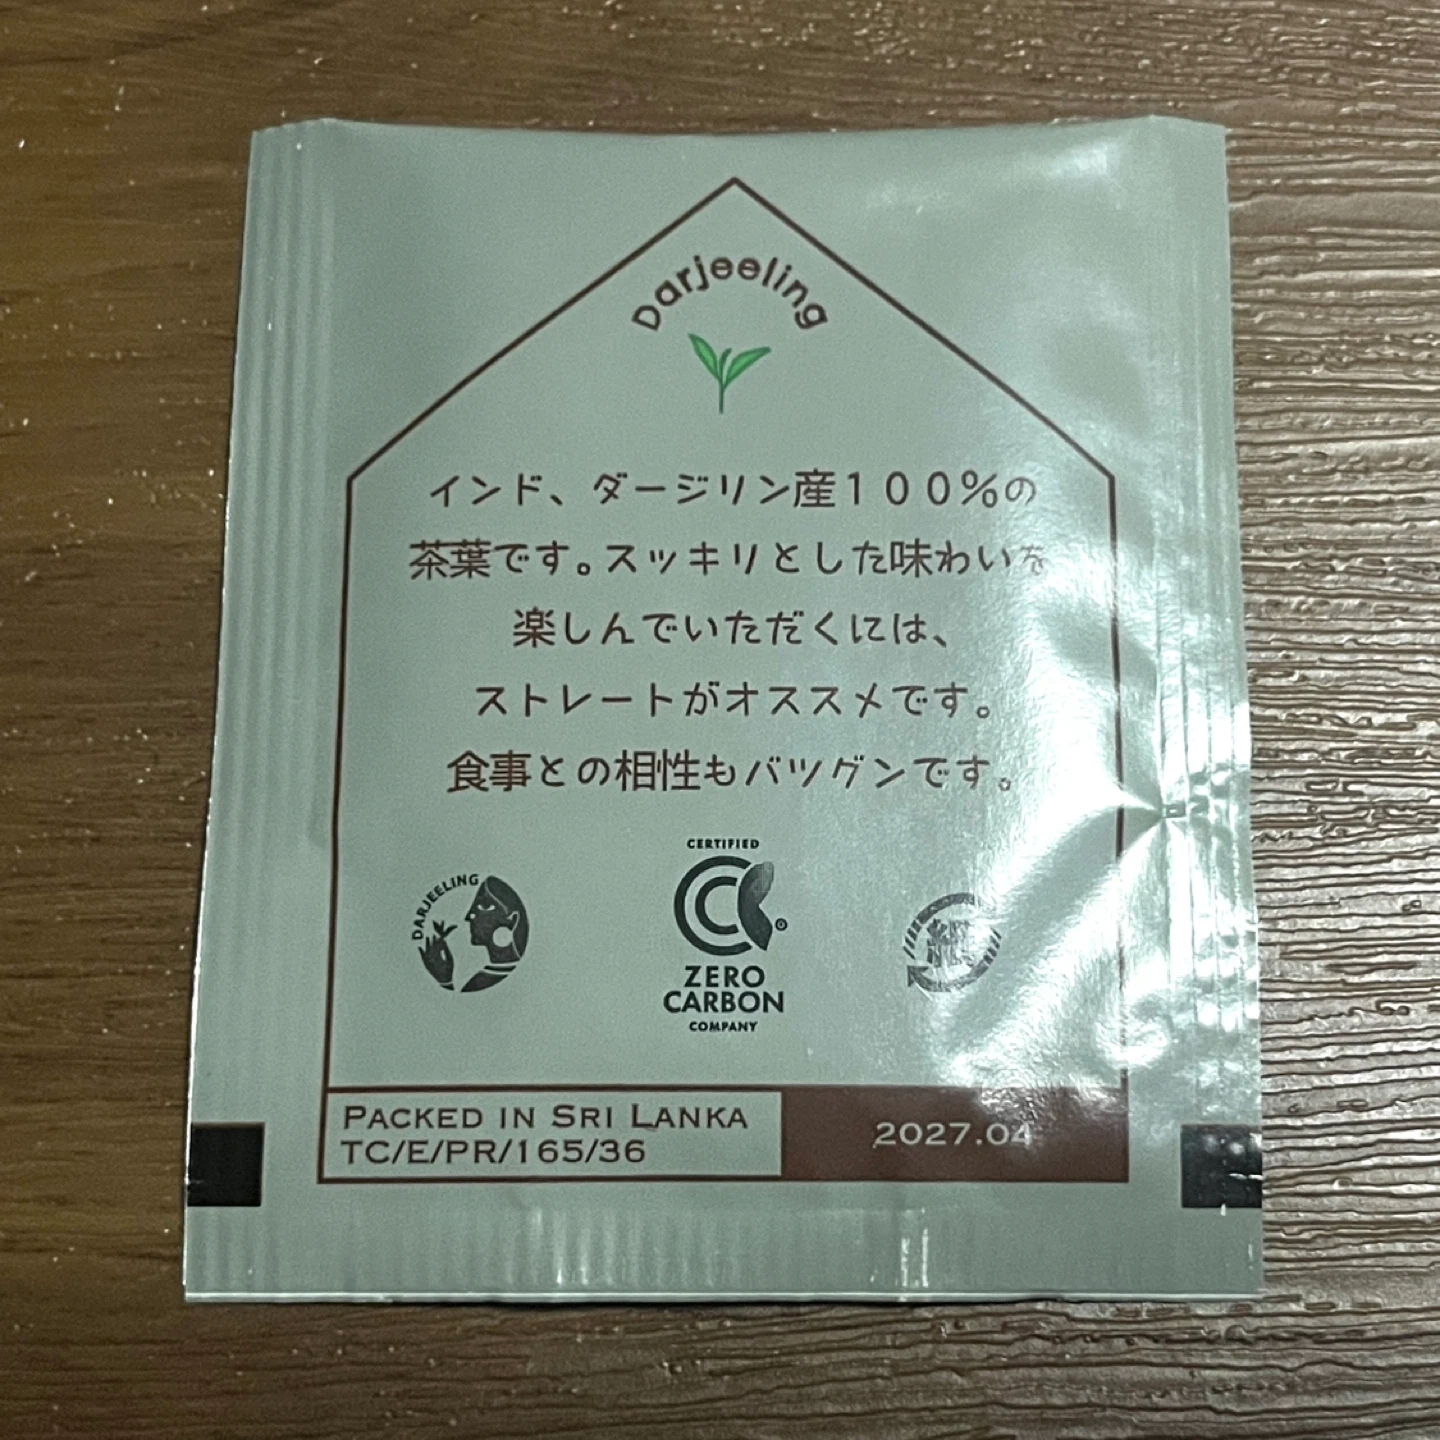 Darjeeling
インド、ダージリン産１００％の
茶葉です。スッキリとした味わいを
楽しんでいただくには、
ストレートがオススメです。
食事との相性もバツグンです。
DARJEELING
CERTIFIED
ZERO
CARBON
COMPANY
紙
PACKED IN SRI LANKA
TC/E/PR/165/36
2027.04